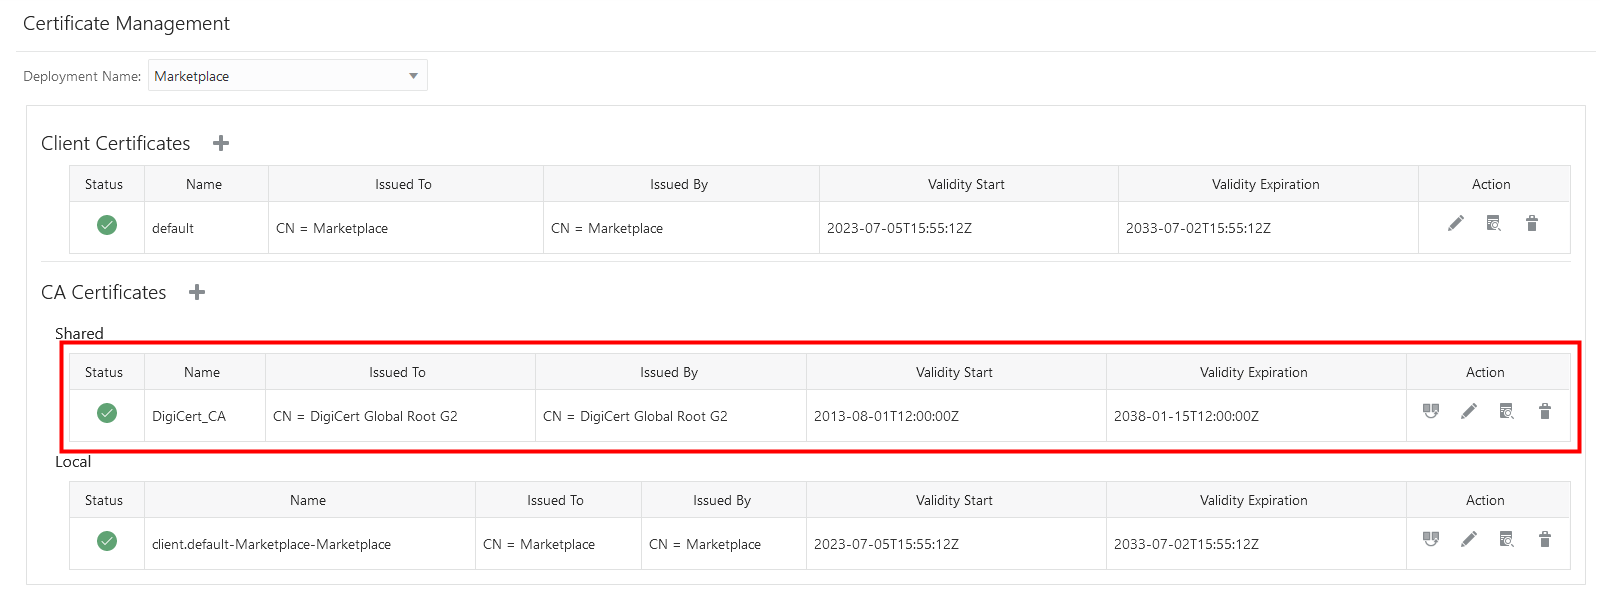 Certificate Management
Deployment Name: Marketplace
Client Certificates
Status Name Issued To Issued By Validity Start Validity Expiration Action
default CN = Marketplace CN = Marketplace 2023-07-05T15:55:12Z 2033-07-02T15:55:12Z
CA Certificates
Shared
Status Name Issued To Issued By Validity Start Validity Expiration Action
DigiCert_CA CN = DigiCert Global Root G2 CN = DigiCert Global Root G2 2013-08-01T12:00:00Z 2038-01-15T12:00:00Z
Local
Status Name Issued To Issued By Validity Start Validity Expiration Action
client.default-Marketplace-Marketplace CN = Marketplace CN = Marketplace 2023-07-05T15:55:12Z 2033-07-02T15:55:12Z